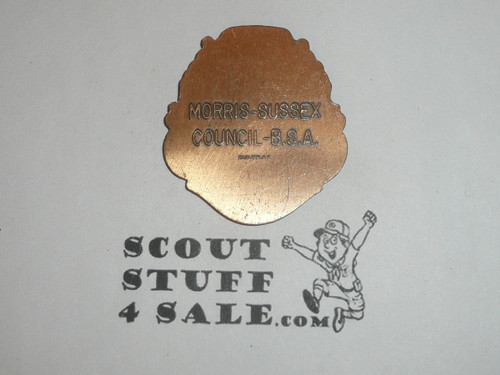 MORRIS-SUSSEX
COUNCIL-B.S.A.
SCOUT
STUFF
4 SALE.COM